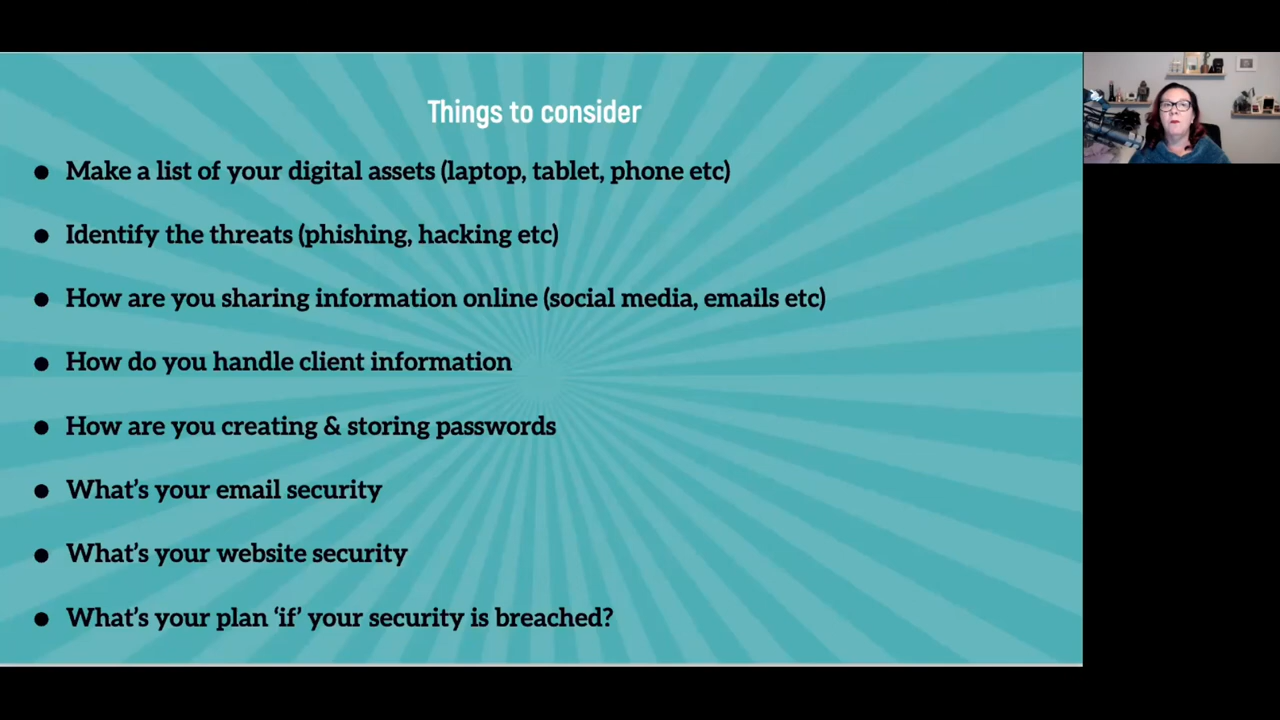 Things to consider
● Make a list of your digital assets (laptop, tablet, phone etc)
● Identify the threats (phishing, hacking etc)
● How are you sharing information online (social media, emails etc)
● How do you handle client information
● How are you creating & storing passwords
● What’s your email security
● What’s your website security
● What’s your plan ‘if’ your security is breached?